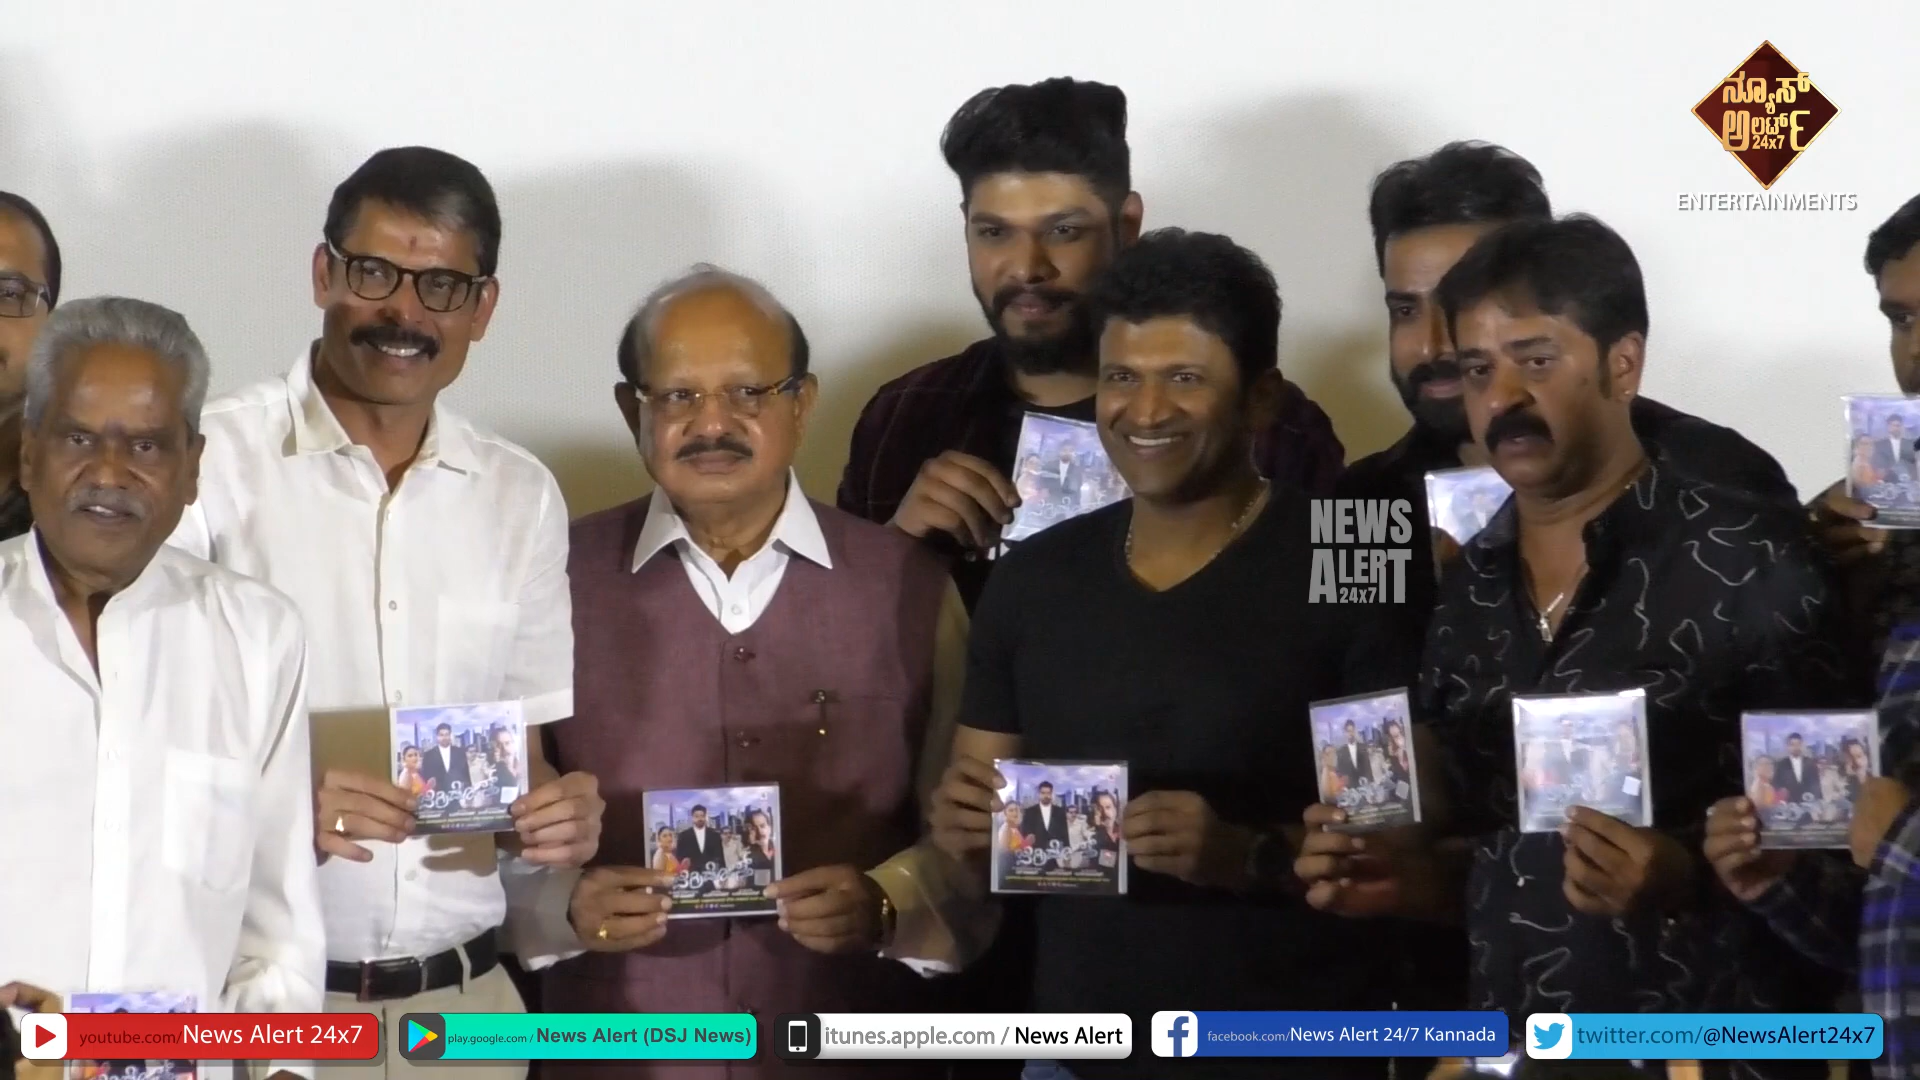 ನ್ಯೂಸ್
ಅಲರ್ಟ್
24x7
ENTERTAINMENTS
NEWS
ALERT
24x7
youtube.com/News Alert 24x7
play.google.com / News Alert (DSJ News)
itunes.apple.com / News Alert
facebook.com/News Alert 24/7 Kannada
twitter.com/@NewsAlert24x7